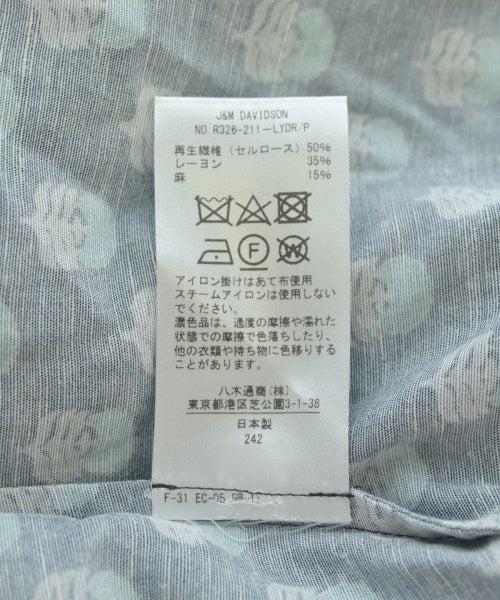 J&M DAVIDSON
NO.R326-211-LYDR/P
再生繊維（セルロース）50%
レーヨン 35%
麻 15%
F W
アイロン掛けはあて布使用
スチームアイロンは使用しない
でください。
濃色品は、過度の摩擦や濡れた
状態での摩擦で色落ちしたり、
他の衣類や持ち物に色移りする
ことがあります。
八木通商(株)
東京都港区芝公園3-1-38
日本製
242
F-31 EC-05